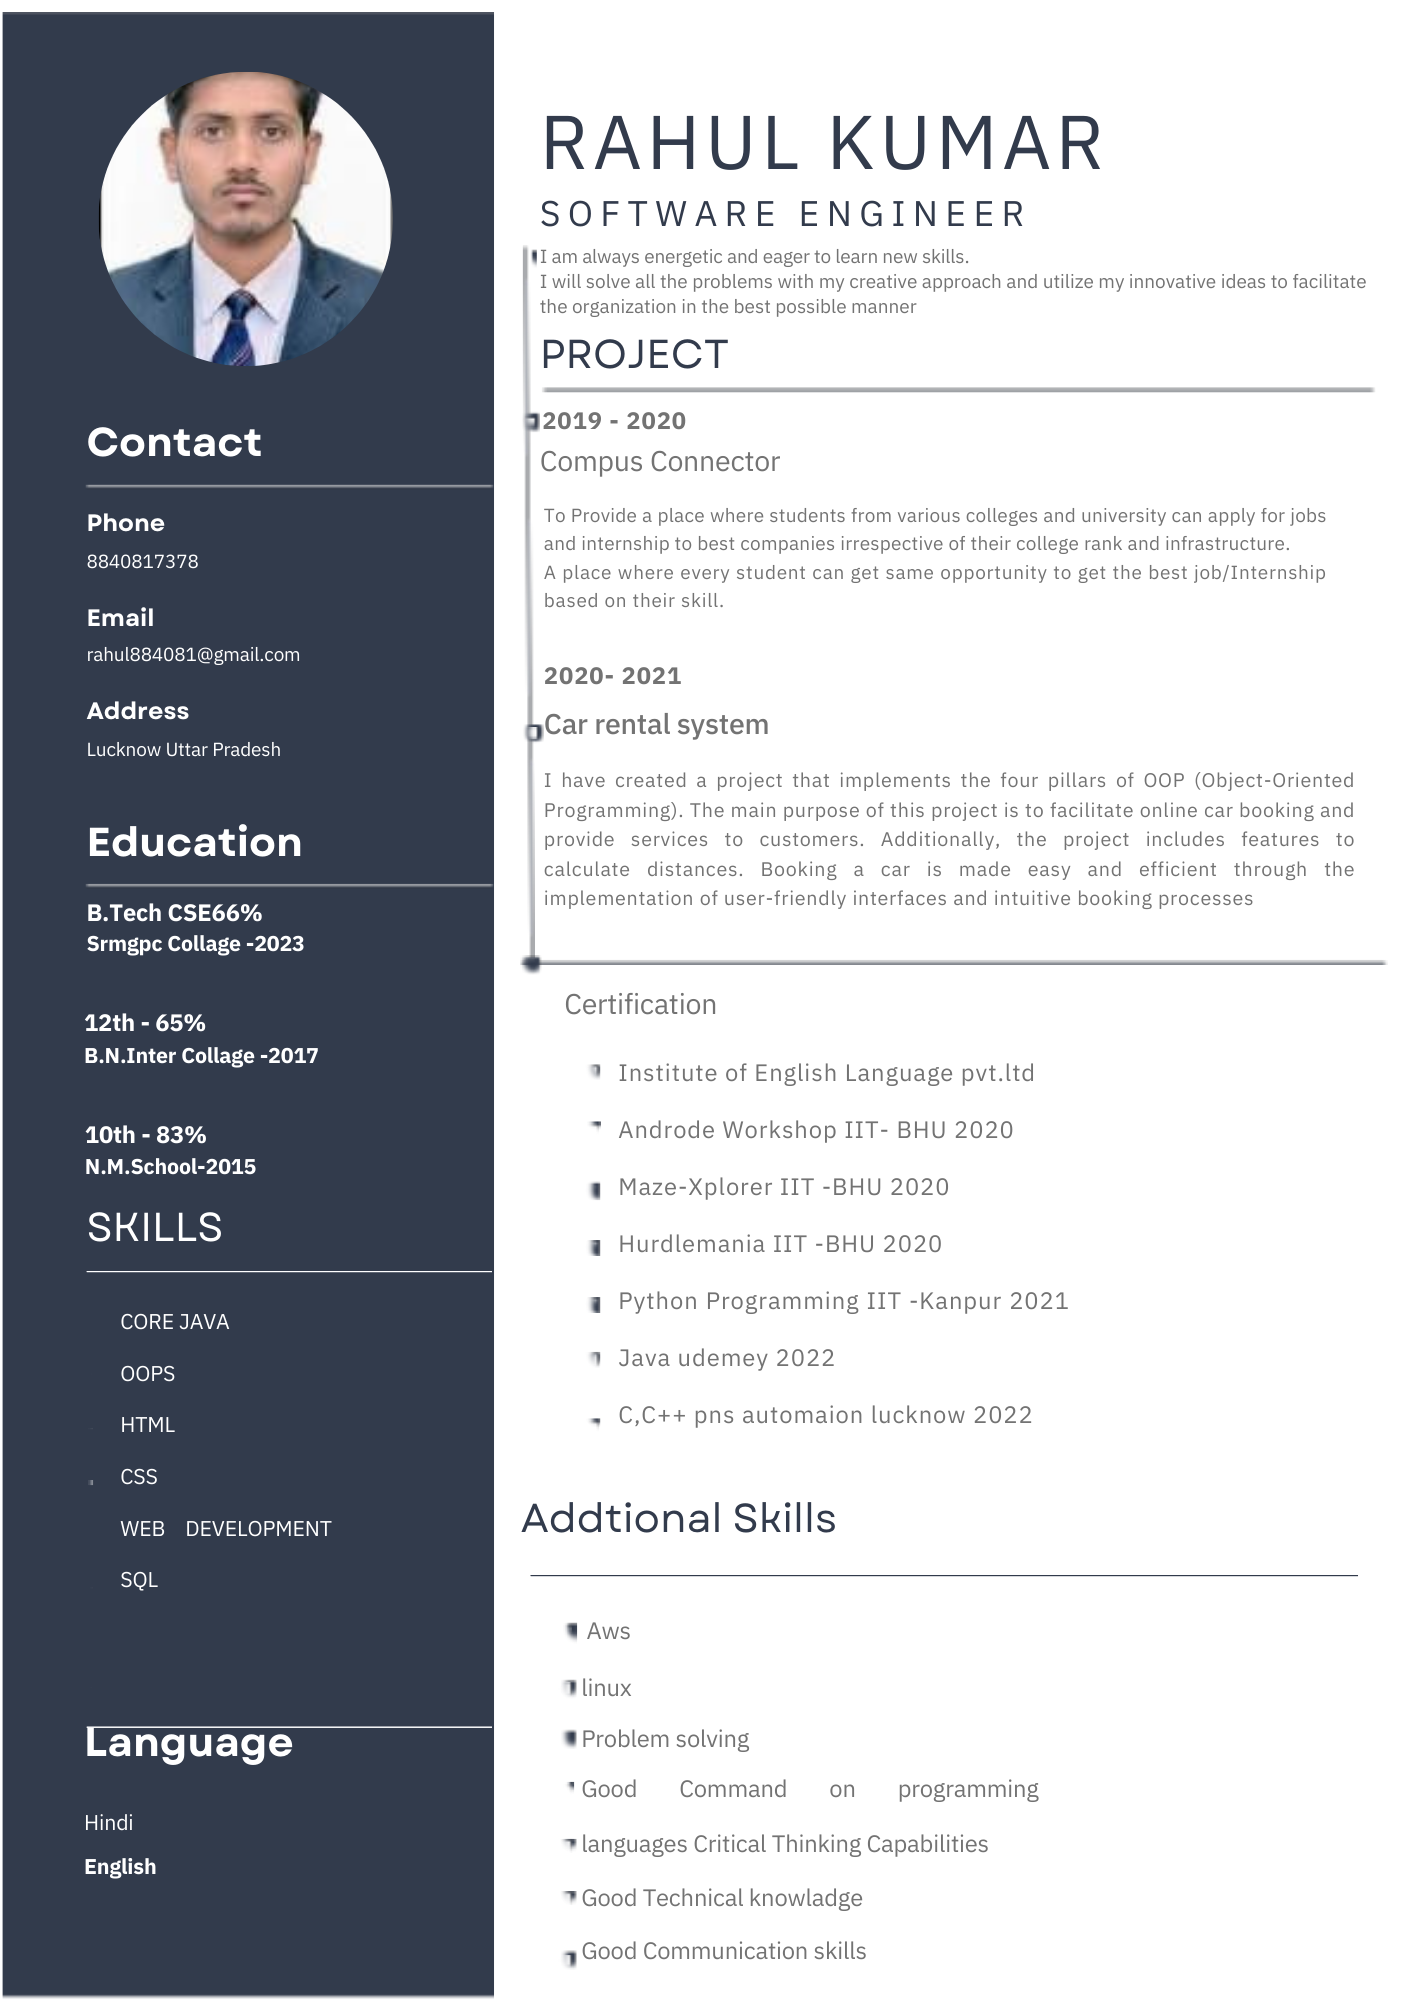 RAHUL KUMAR
SOFTWARE ENGINEER
I am always energetic and eager to learn new skills.
I will solve all the problems with my creative approach and utilize my innovative ideas to facilitate
the organization in the best possible manner
PROJECT
2019 - 2020
Compus Connector
To Provide a place where students from various colleges and university can apply for jobs
and internship to best companies irrespective of their college rank and infrastructure.
A place where every student can get same opportunity to get the best job/Internship
based on their skill.
2020- 2021
Car rental system
I have created a project that implements the four pillars of OOP (Object-Oriented
Programming). The main purpose of this project is to facilitate online car booking and
provide services to customers. Additionally, the project includes features to
calculate distances. Booking a car is made easy and efficient through the
implementation of user-friendly interfaces and intuitive booking processes
Certification
Institute of English Language pvt.ltd
Androde Workshop IIT- BHU 2020
Maze-Xplorer IIT -BHU 2020
Hurdlemania IIT -BHU 2020
Python Programming IIT -Kanpur 2021
Java udemey 2022
C,C++ pns automaion lucknow 2022
Addtional Skills
Aws
linux
Problem solving
Good Command on programming
languages Critical Thinking Capabilities
Good Technical knowladge
Good Communication skills
Contact
Phone
8840817378
Email
rahul884081@gmail.com
Address
Lucknow Uttar Pradesh
Education
B.Tech CSE66%
Srmgpc Collage -2023
12th - 65%
B.N.Inter Collage -2017
10th - 83%
N.M.School-2015
SKILLS
CORE JAVA
OOPS
HTML
CSS
WEB DEVELOPMENT
SQL
Language
Hindi
English